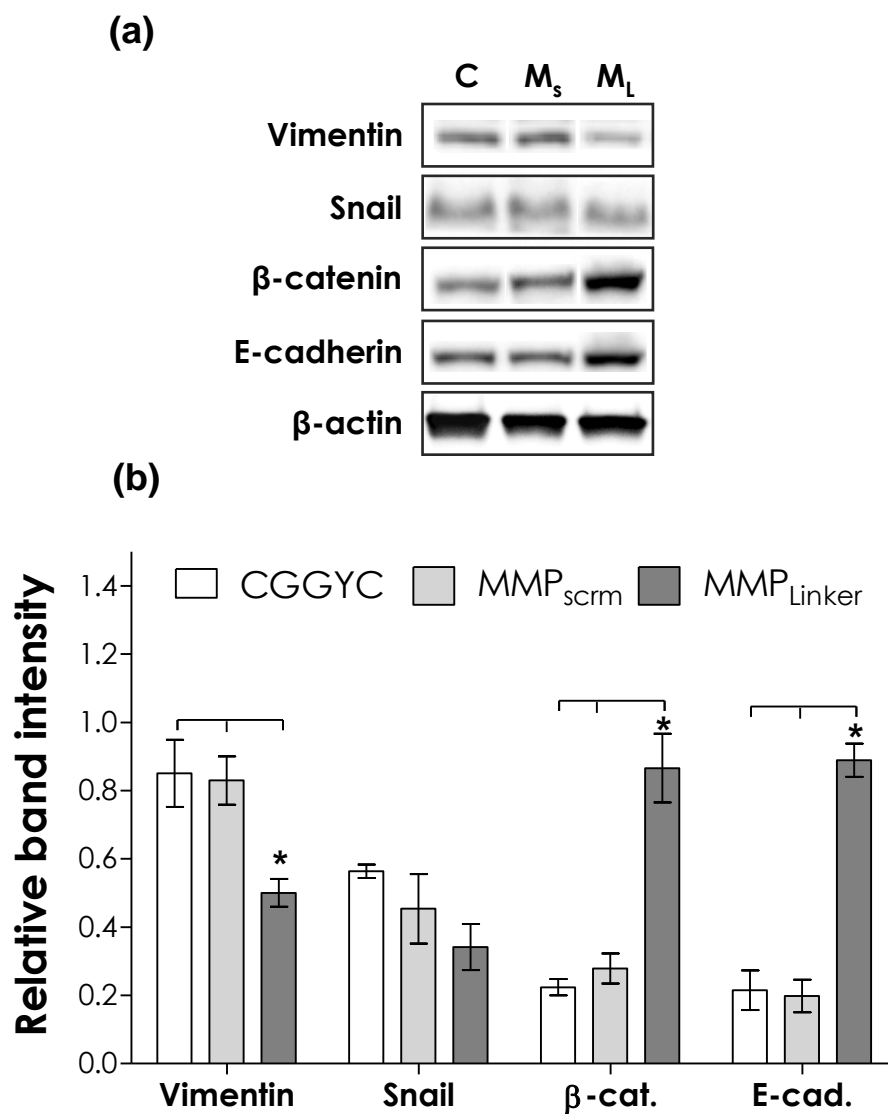 (a)
C Ms ML
Vimentin
Snail
β-catenin
E-cadherin
β-actin
(b)
Relative band intensity
CGGYC MMPscrm MMPLinker
1.4
1.2
1.0
0.8
0.6
0.4
0.2
0.0
*
*
*
Vimentin Snail β-cat. E-cad.